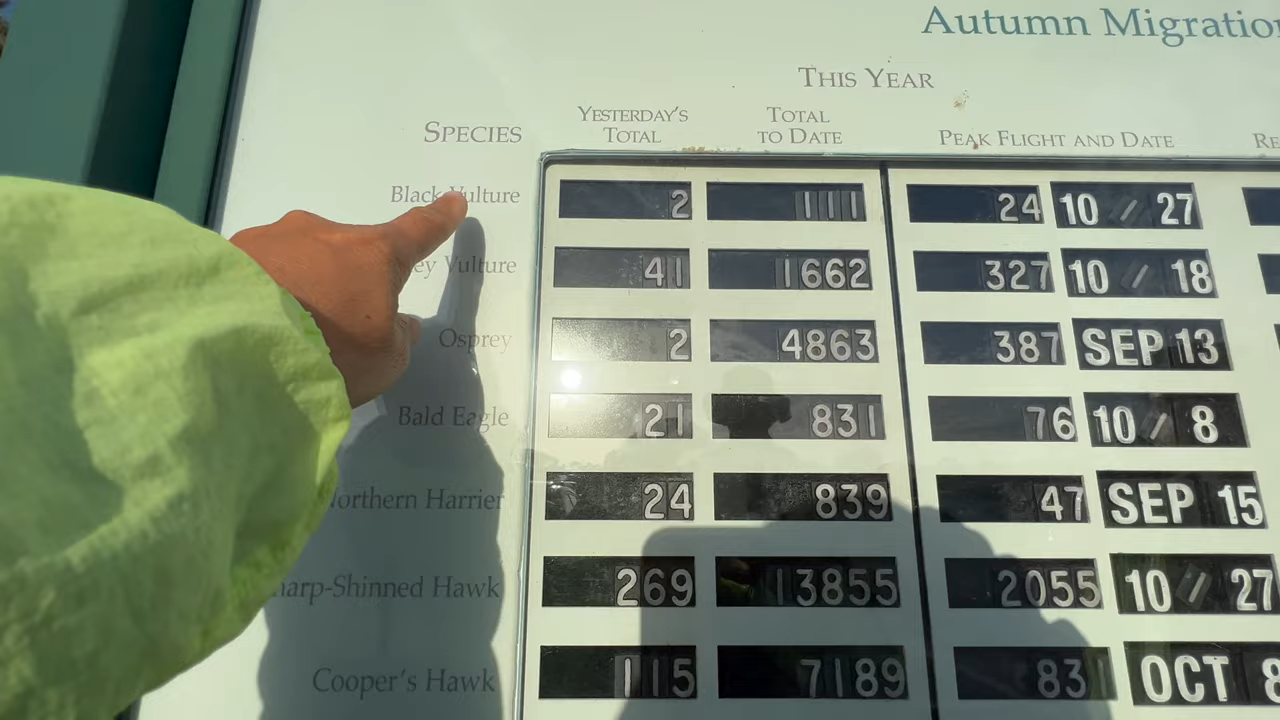 Autumn Migratio
THIS YEAR
SPECIES YESTERDAY'S TOTAL TOTAL TO DATE PEAK FLIGHT AND DATE RE
Black Vulture 2 111 24 10 / 27
ey Vulture 41 1662 327 10 / 18
Osprey 2 4863 387 SEP 13
Bald Eagle 21 831 76 10 / 8
Northern Harrier 24 839 47 SEP 15
harp-Shinned Hawk 269 13855 2055 10 / 27
Cooper's Hawk 115 7189 831 OCT 8